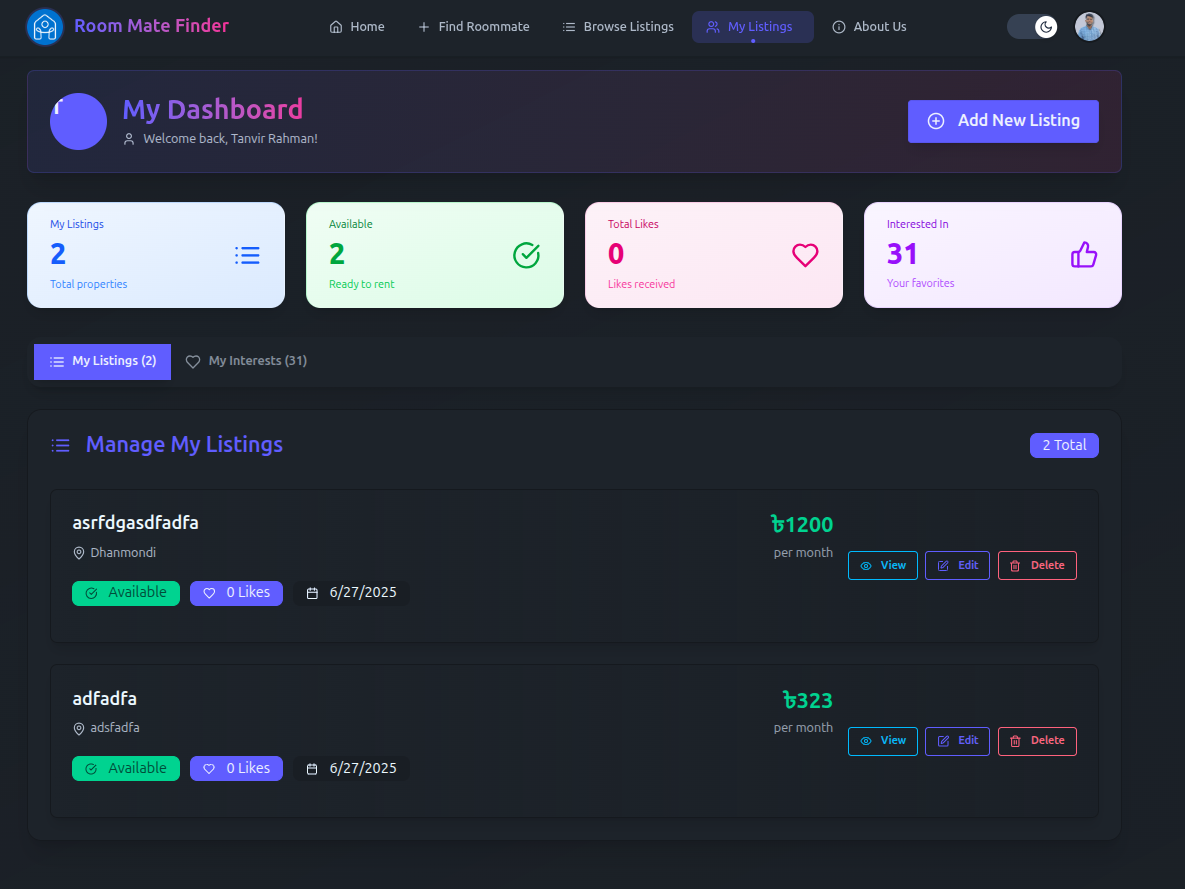 Room Mate Finder
Home
Find Roommate
Browse Listings
My Listings
About Us
My Dashboard
Welcome back, Tanvir Rahman!
Add New Listing
My Listings
2
Total properties
Available
2
Ready to rent
Total Likes
0
Likes received
Interested In
31
Your favorites
My Listings (2)
My Interests (31)
Manage My Listings
2 Total
asrfdgasdfadfa
Dhanmondi
Available
0 Likes
6/27/2025
৳1200
per month
View
Edit
Delete
adfadfa
adsfadfa
Available
0 Likes
6/27/2025
৳323
per month
View
Edit
Delete